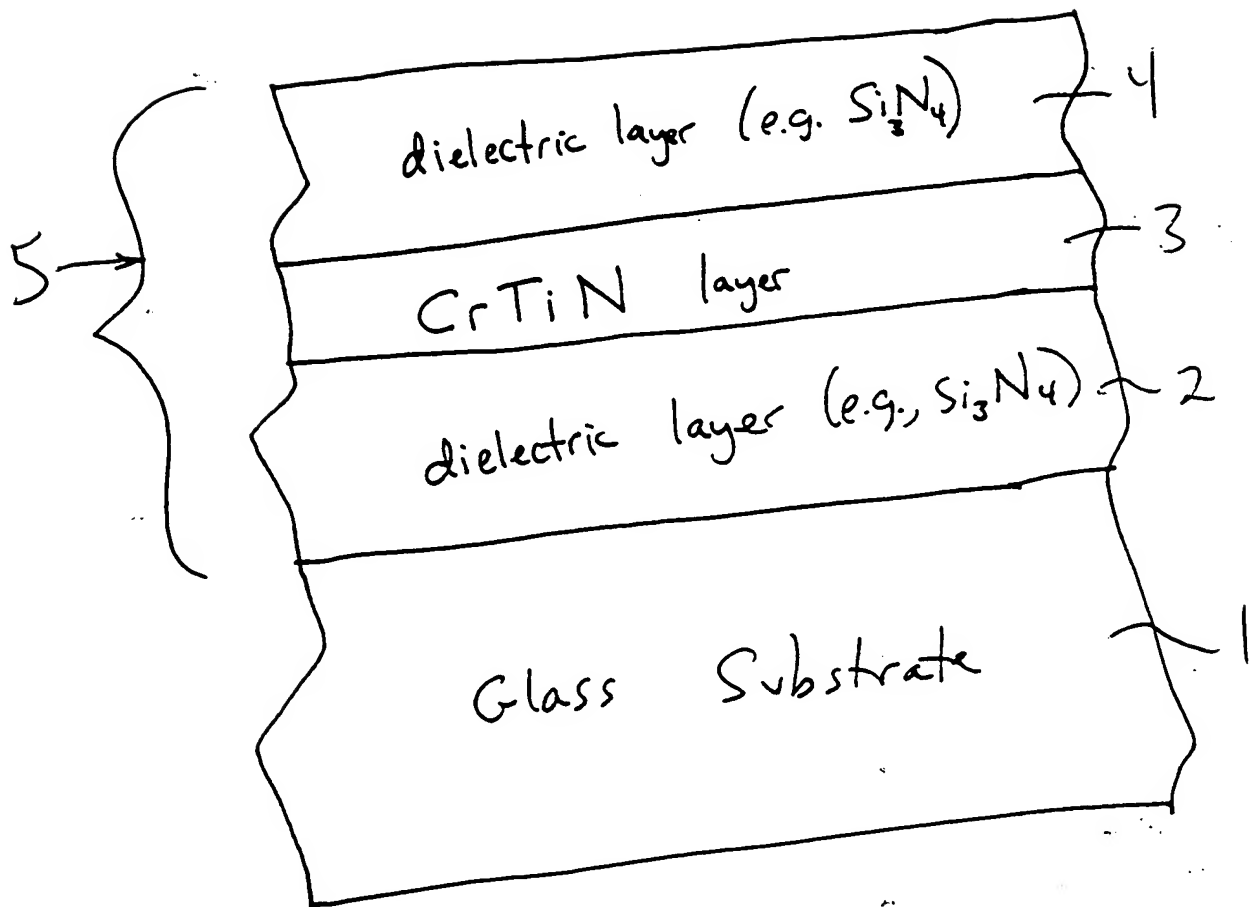 dielectric layer (e.g. Si₃N₄)
4
3
5
CrTiN layer
dielectric layer (e.g., Si₃N₄)
2
Glass Substrate
1